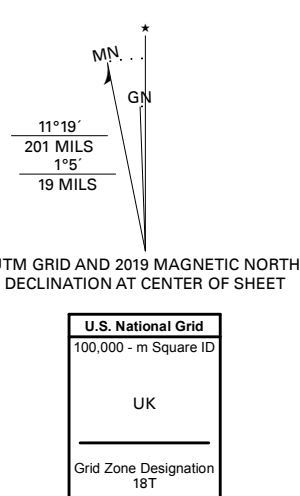 ★
MN
GN
11°19´
201 MILS
1°5´
19 MILS
UTM GRID AND 2019 MAGNETIC NORTH
DECLINATION AT CENTER OF SHEET
U.S. National Grid
100,000 - m Square ID
UK
Grid Zone Designation
18T